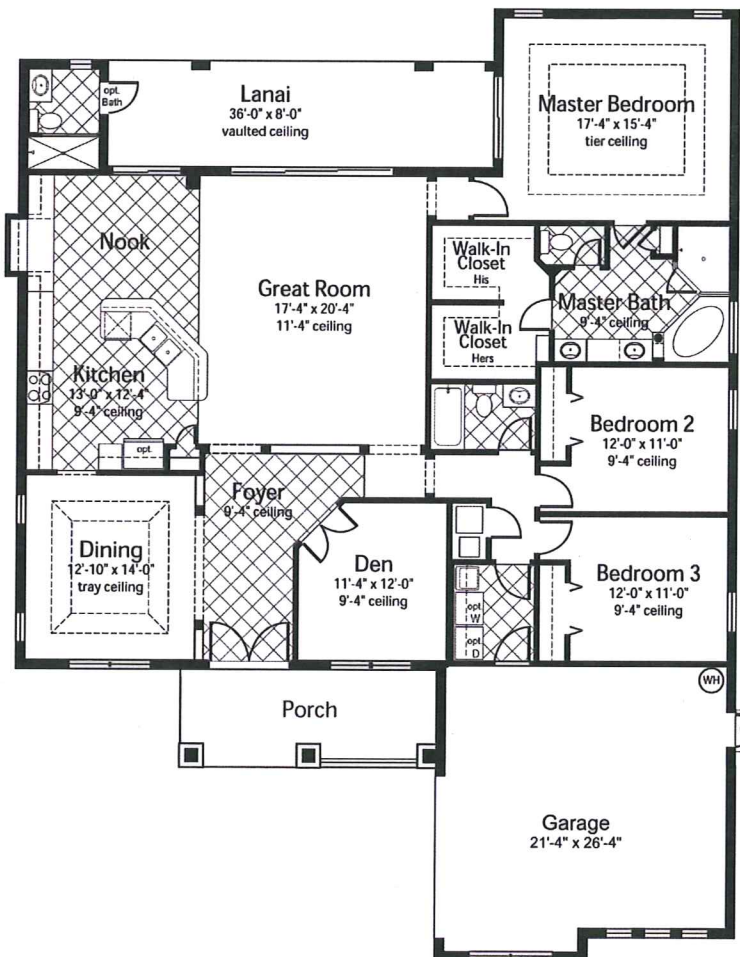 opt.
Bath
Lanai
36'-0" x 8'-0"
vaulted ceiling
Master Bedroom
17'-4" x 15'-4"
tier ceiling
Nook
Great Room
17'-4" x 20'-4"
11'-4" ceiling
Walk-In
Closet
His
Walk-In
Closet
Hers
Master Bath
9'-4" ceiling
Kitchen
13'-0" x 12'-4"
9'-4" ceiling
opt.
Bedroom 2
12'-0" x 11'-0"
9'-4" ceiling
Foyer
9'-4" ceiling
Dining
12'-10" x 14'-0"
tray ceiling
Den
11'-4" x 12'-0"
9'-4" ceiling
opt.
W
opt.
D
Bedroom 3
12'-0" x 11'-0"
9'-4" ceiling
WH
Porch
Garage
21'-4" x 26'-4"